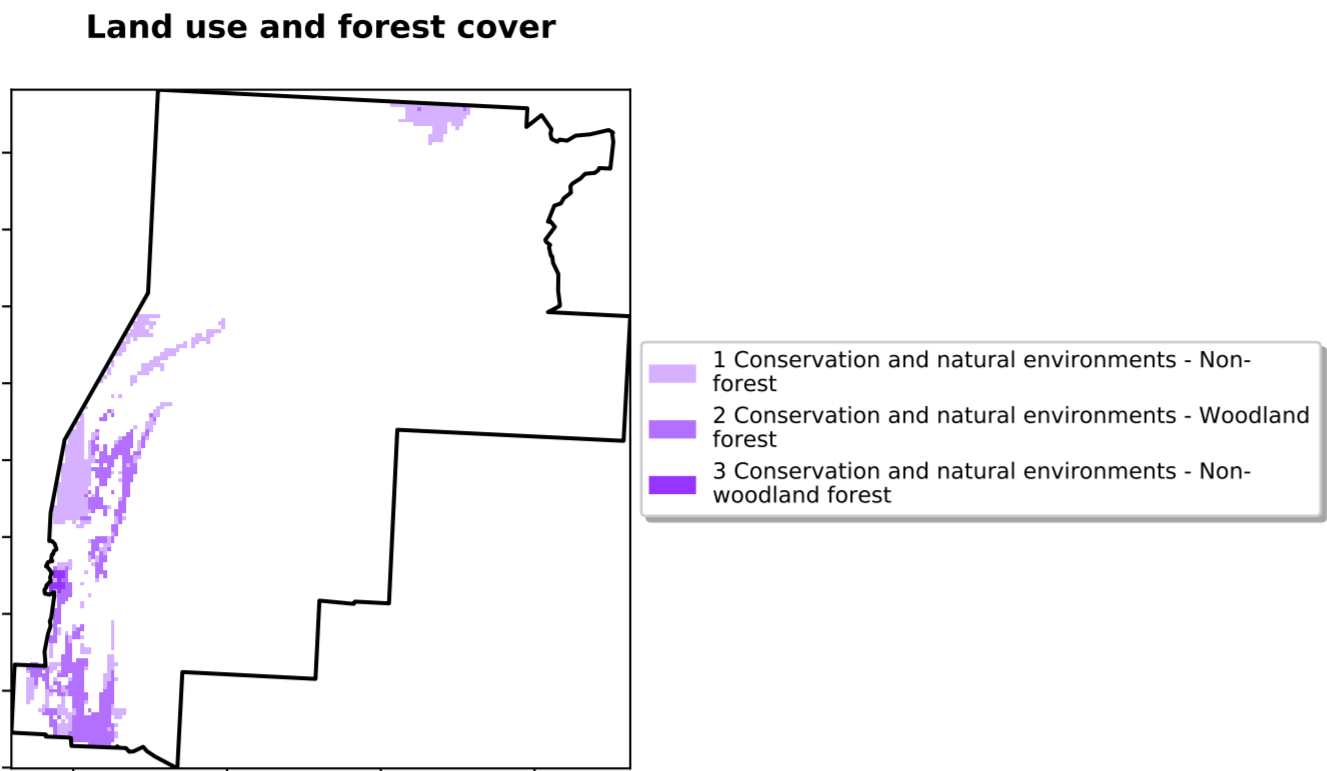 Land use and forest cover
1 Conservation and natural environments - Non-
forest
2 Conservation and natural environments - Woodland
forest
3 Conservation and natural environments - Non-
woodland forest